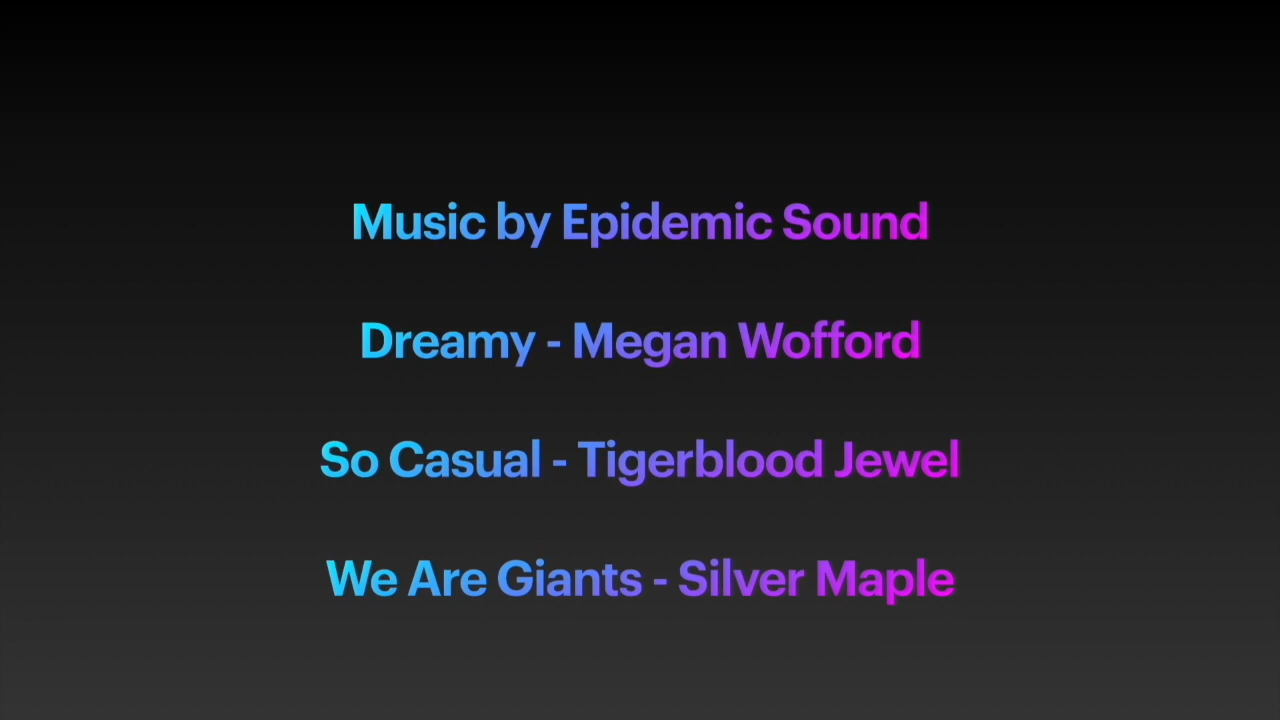 Music by Epidemic Sound
Dreamy - Megan Wofford
So Casual - Tigerblood Jewel
We Are Giants - Silver Maple